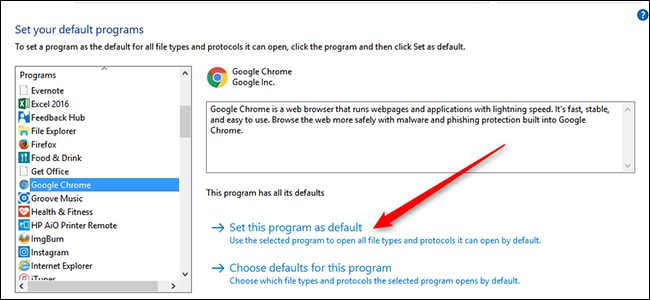 Set your default programs
To set a program as the default for all file types and protocols it can open, click the program and then click Set as default.
Programs
Evernote
Excel 2016
Feedback Hub
File Explorer
Firefox
Food & Drink
Get Office
Google Chrome
Groove Music
Health & Fitness
HP AiO Printer Remote
ImgBurn
Instagram
Internet Explorer
iTunes
Google Chrome
Google Inc.
Google Chrome is a web browser that runs webpages and applications with lightning speed. It's fast, stable,
and easy to use. Browse the web more safely with malware and phishing protection built into Google
Chrome.
This program has all its defaults
Set this program as default
Use the selected program to open all file types and protocols it can open by default.
Choose defaults for this program
Choose which file types and protocols the selected program opens by default.